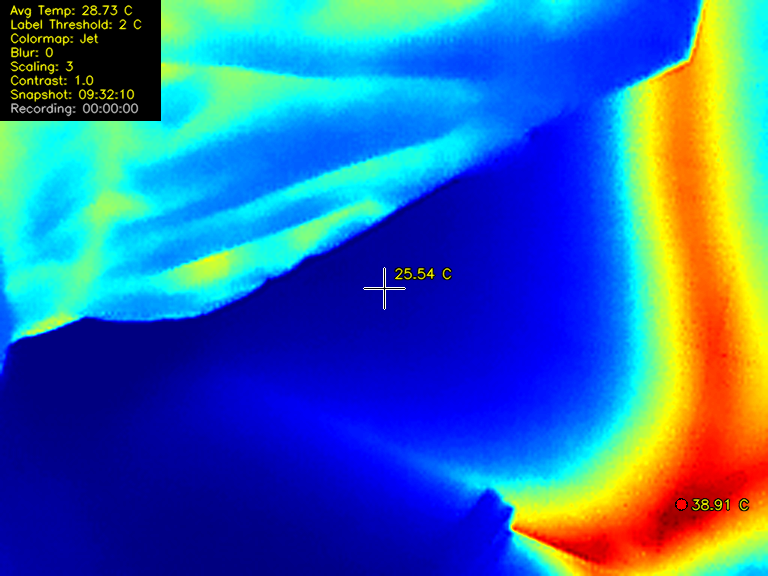 Avg Temp: 28.73 C
Label Threshold: 2 C
Colormap: Jet
Blur: 0
Scaling: 3
Contrast: 1.0
Snapshot: 09:32:10
Recording: 00:00:00
25.54 C
38.91 C